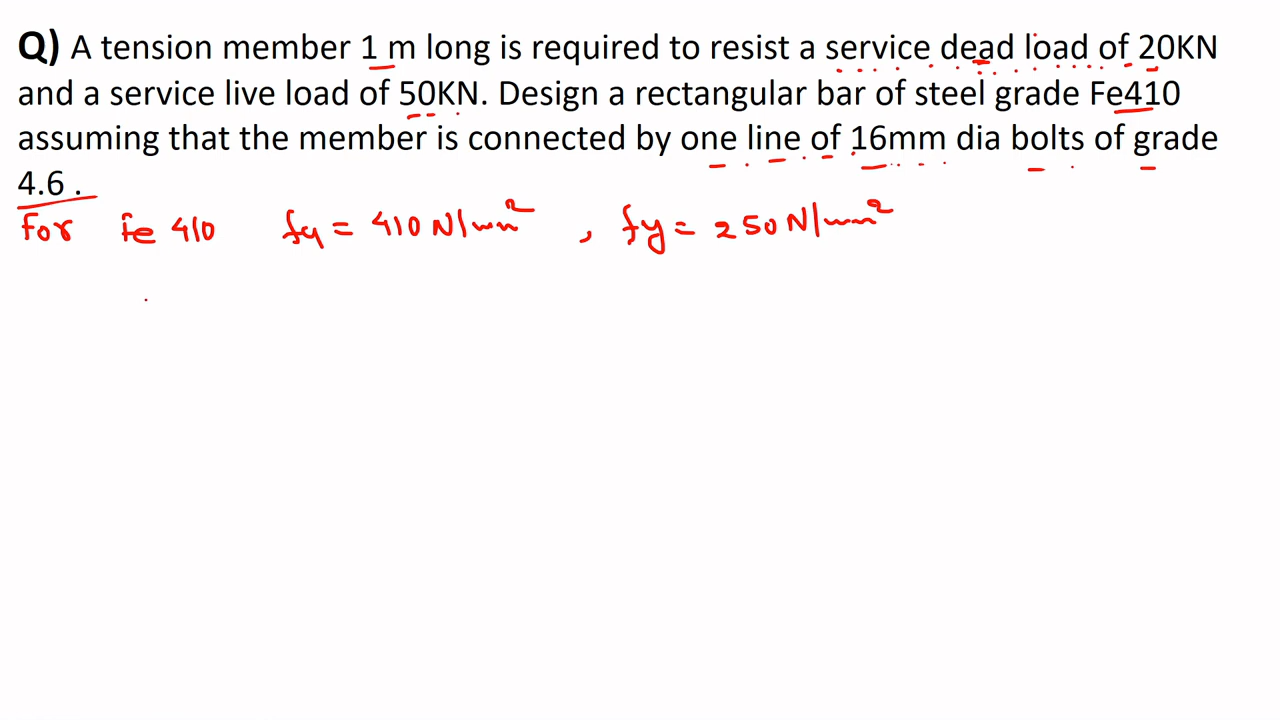 Q) A tension member 1 m long is required to resist a service dead load of 20KN
and a service live load of 50KN. Design a rectangular bar of steel grade Fe410
assuming that the member is connected by one line of 16mm dia bolts of grade
4.6 .
For Fe 410 fu = 410 N/mm² , fy = 250 N/mm²